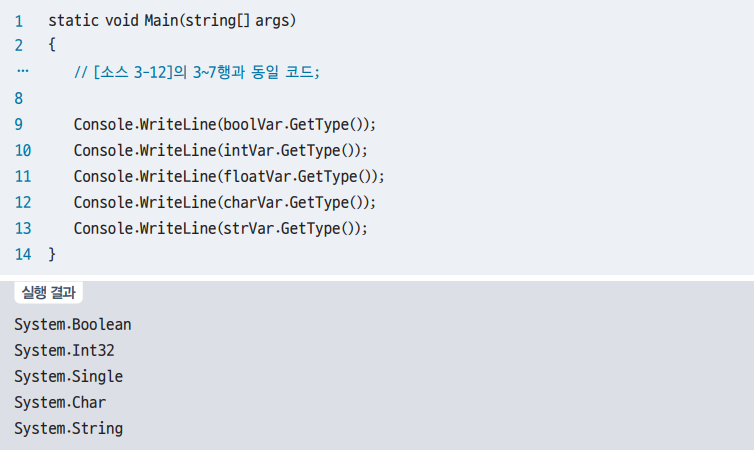 1 static void Main(string[] args)
2 {
… // [소스 3-12]의 3~7행과 동일 코드;
8
9 Console.WriteLine(boolVar.GetType());
10 Console.WriteLine(intVar.GetType());
11 Console.WriteLine(floatVar.GetType());
12 Console.WriteLine(charVar.GetType());
13 Console.WriteLine(strVar.GetType());
14 }
실행 결과
System.Boolean
System.Int32
System.Single
System.Char
System.String